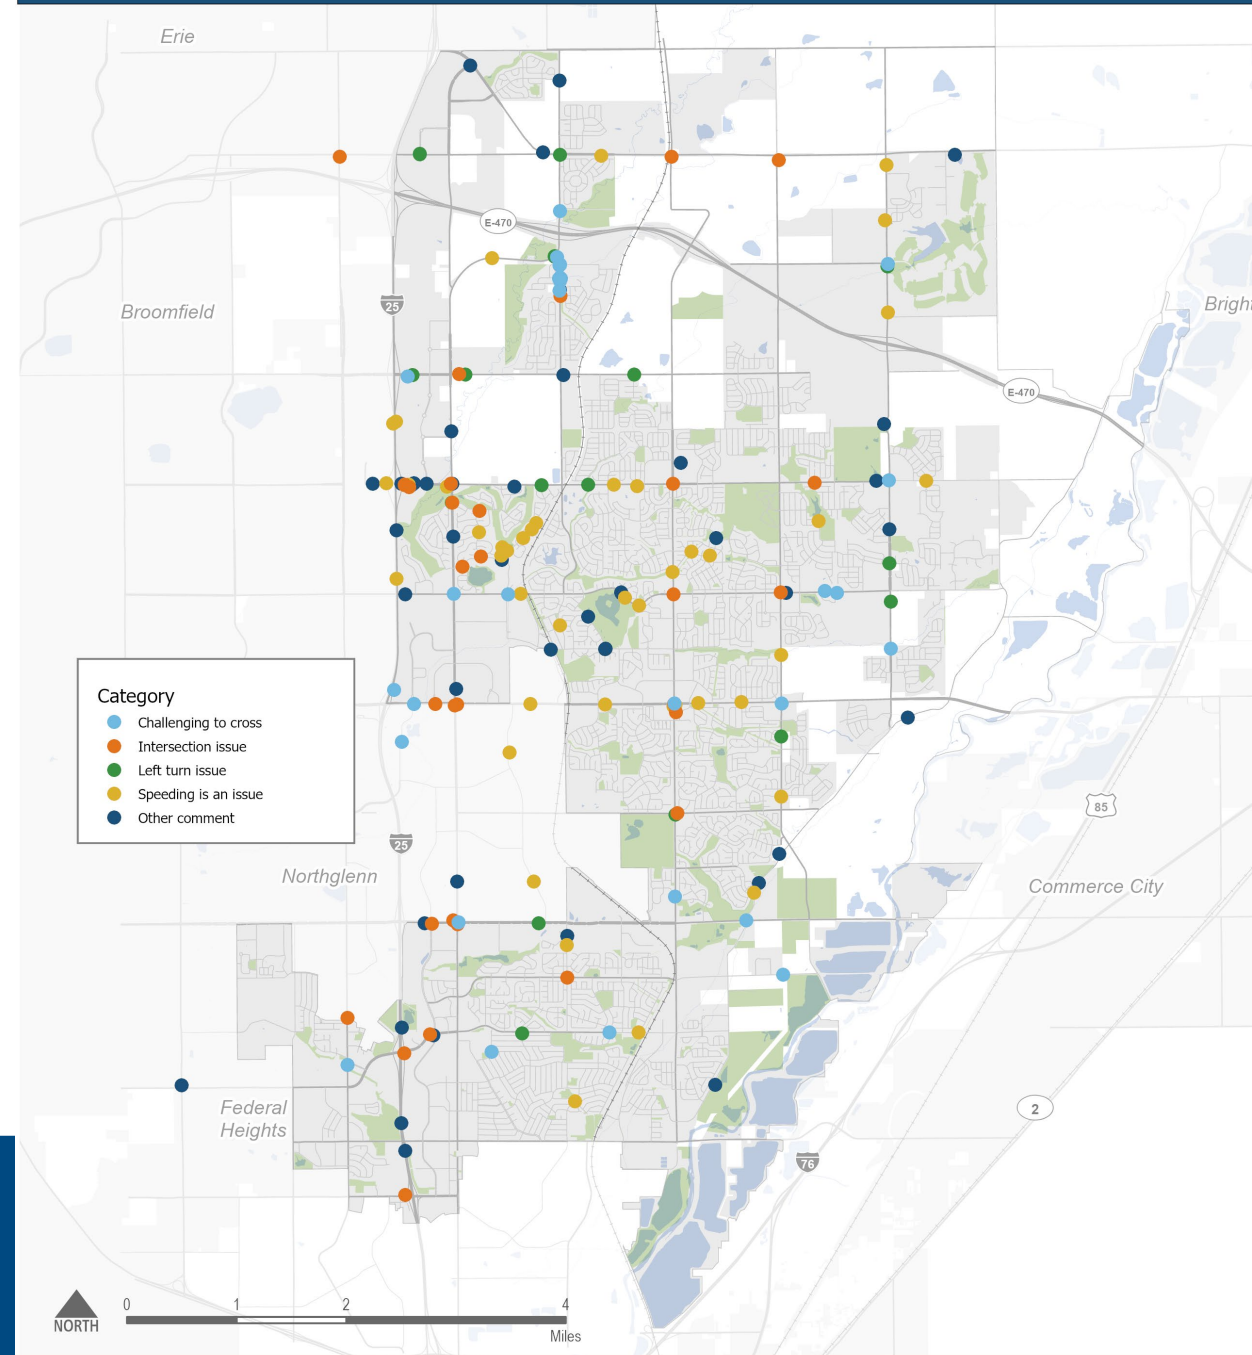 Erie
E-470
Broomfield
25
Bright
E-470
Category
Challenging to cross
Intersection issue
Left turn issue
Speeding is an issue
Other comment
85
25
Northglenn
Commerce City
Federal
Heights
2
76
0 1 2 4
Miles
NORTH